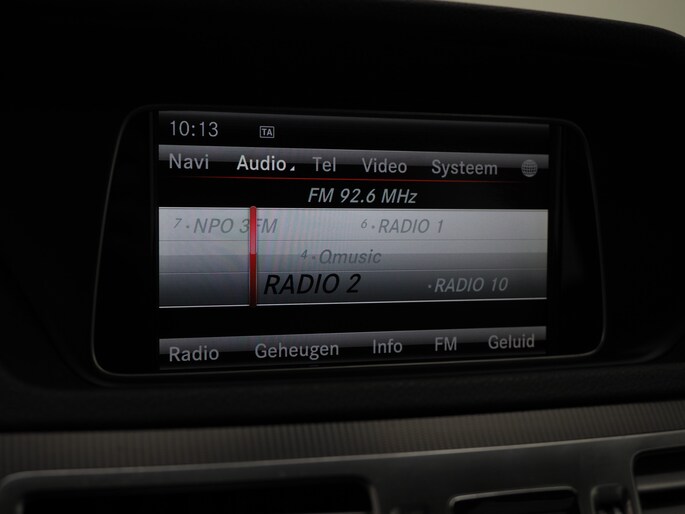 10:13 TA
Navi Audio Tel Video Systeem
FM 92.6 MHz
7·NPO 3FM 6·RADIO 1
4·Qmusic
RADIO 2 ·RADIO 10
Radio Geheugen Info FM Geluid